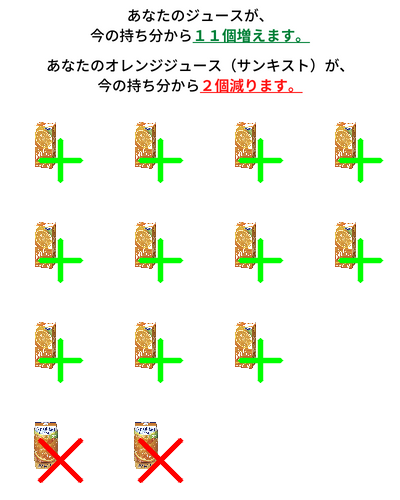 あなたのジュースが、
今の持ち分から１１個増えます。
あなたのオレンジジュース（サンキスト）が、
今の持ち分から２個減ります。